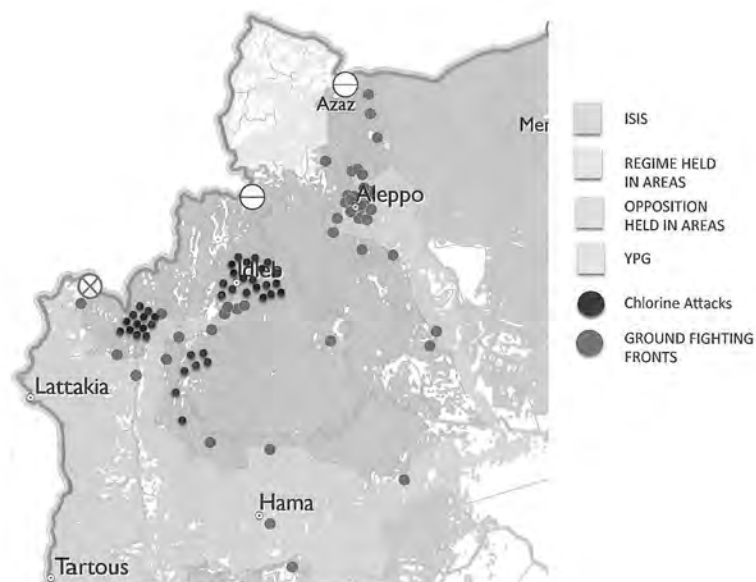 Azaz
Mer
Aleppo
Idleb
Lattakia
Hama
Tartous
ISIS
REGIME HELD
IN AREAS
OPPOSITION
HELD IN AREAS
YPG
Chlorine Attacks
GROUND FIGHTING
FRONTS